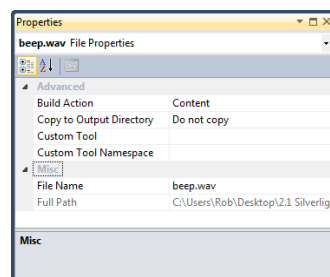 Properties
beep.wav File Properties
Advanced
Build Action Content
Copy to Output Directory Do not copy
Custom Tool
Custom Tool Namespace
Misc
File Name beep.wav
Full Path C:\Users\Rob\Desktop\2.1 Silverlig
Misc